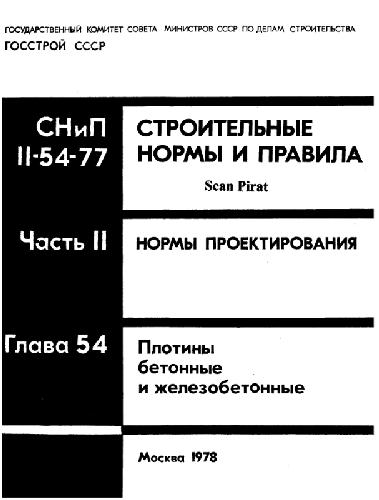 ГОСУДАРСТВЕННЫЙ КОМИТЕТ СОВЕТА МИНИСТРОВ СССР ПО ДЕЛАМ СТРОИТЕЛЬСТВА
ГОССТРОЙ СССР
СНиП
II-54-77
СТРОИТЕЛЬНЫЕ
НОРМЫ И ПРАВИЛА
Scan Pirat
Часть II
НОРМЫ ПРОЕКТИРОВАНИЯ
Глава 54
Плотины
бетонные
и железобетонные
Москва 1978